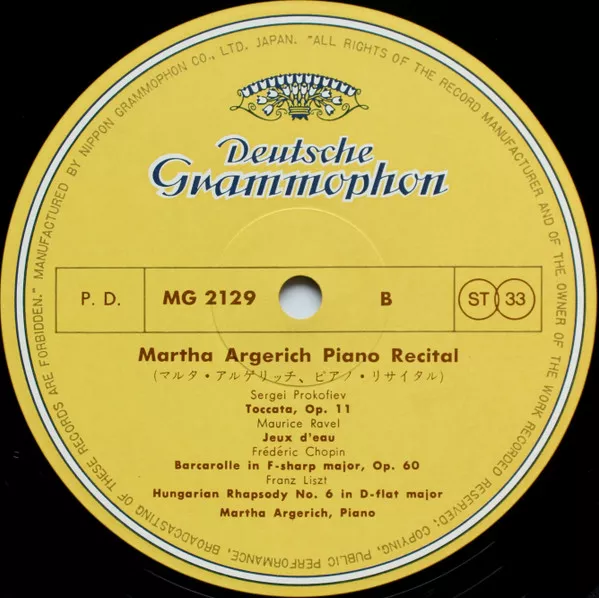 MANUFACTURED BY NIPPON GRAMMOPHON CO., LTD. JAPAN. "ALL RIGHTS OF THE RECORD MANUFACTURER AND OF THE OWNER OF THE WORK RECORDED RESERVED; COPYING, PUBLIC PERFORMANCE, BROADCASTING OF THESE RECORDS ARE FORBIDDEN."
Deutsche
Grammophon
P. D. MG 2129 B ST 33
Martha Argerich Piano Recital
(マルタ・アルゲリッチ、ピアノ・リサイタル)
Sergei Prokofiev
Toccata, Op. 11
Maurice Ravel
Jeux d'eau
Frédéric Chopin
Barcarolle in F-sharp major, Op. 60
Franz Liszt
Hungarian Rhapsody No. 6 in D-flat major
Martha Argerich, Piano